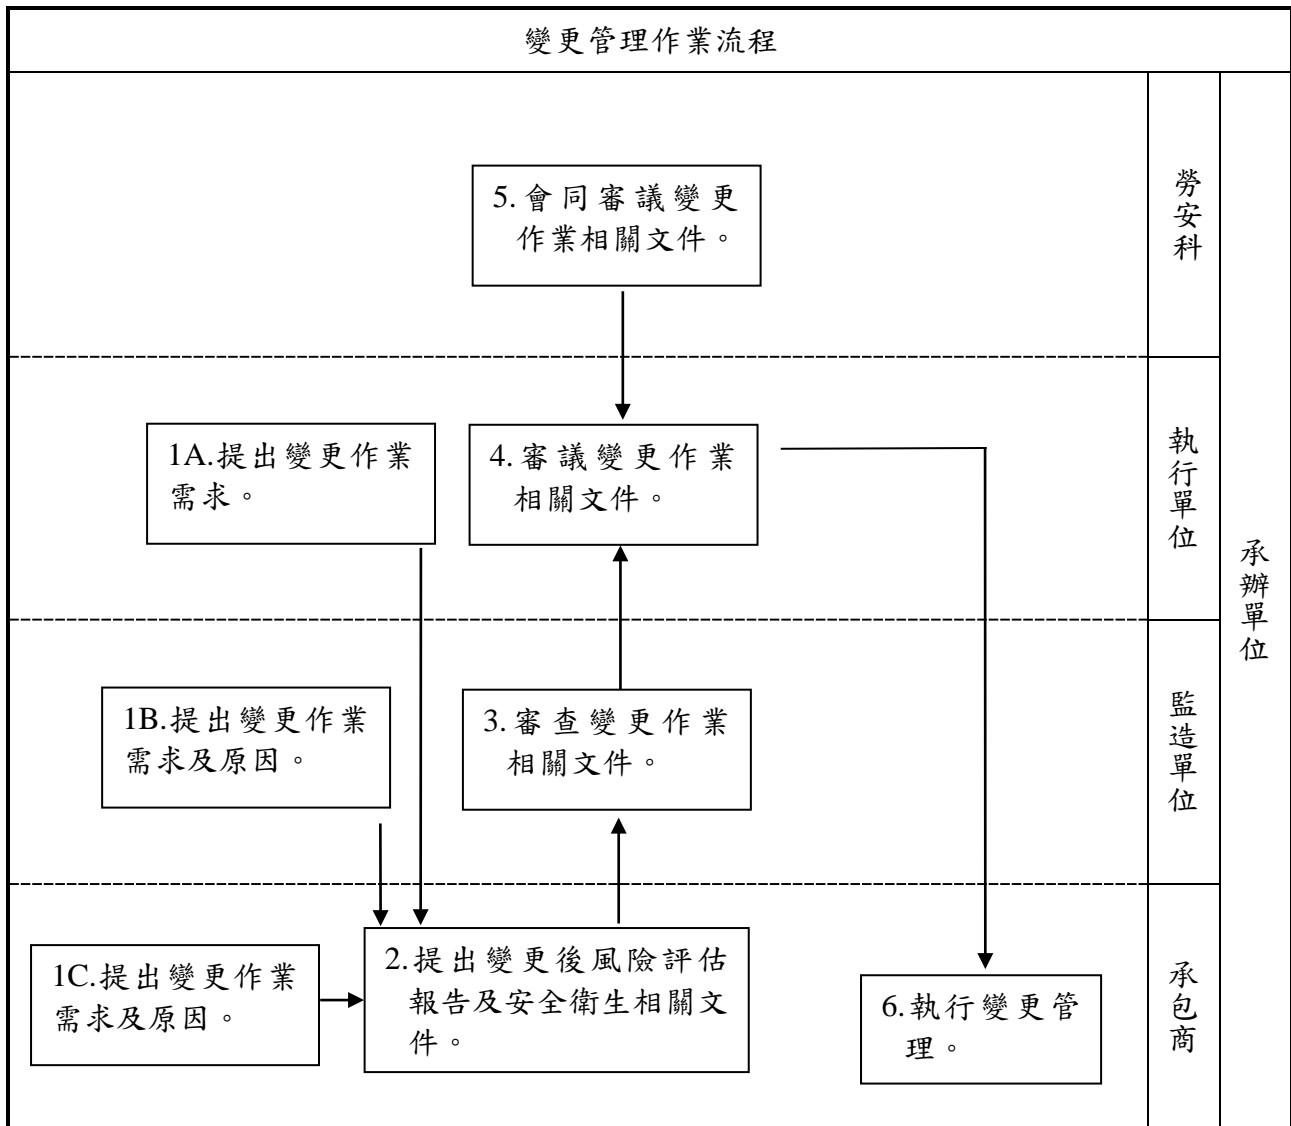 變更管理作業流程
5.會同審議變更
作業相關文件。
勞安科
1A.提出變更作業
需求。
4.審議變更作業
相關文件。
執行單位
承辦單位
1B.提出變更作業
需求及原因。
3.審查變更作業
相關文件。
監造單位
1C.提出變更作業
需求及原因。
2.提出變更後風險評估
報告及安全衛生相關文
件。
6.執行變更管
理。
承包商